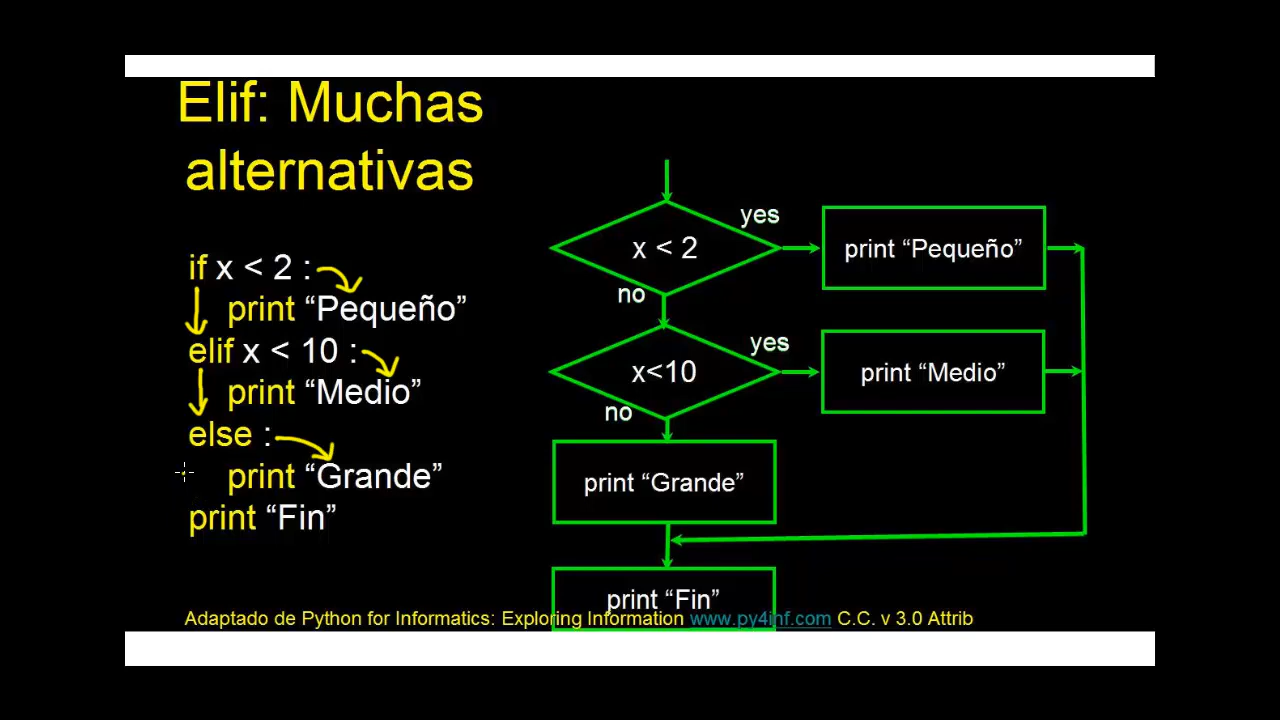 Elif: Muchas
alternativas
if x < 2 :
print “Pequeño”
elif x < 10 :
print “Medio”
else :
print “Grande”
print “Fin”
x < 2
yes
print “Pequeño”
no
x<10
yes
print “Medio”
no
print “Grande”
print “Fin”
Adaptado de Python for Informatics: Exploring Information www.py4inf.com C.C. v 3.0 Attrib